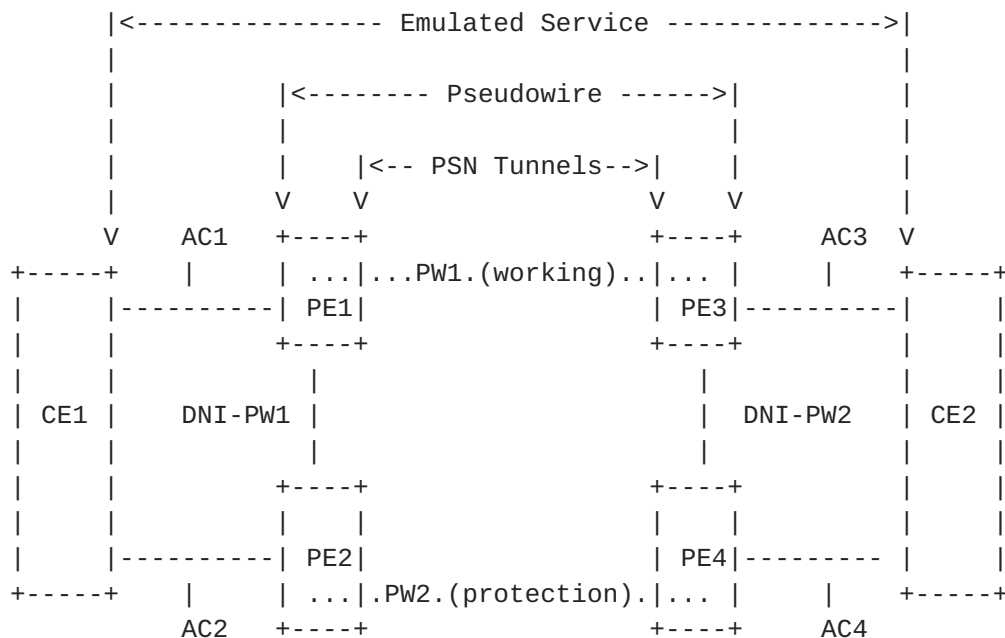 |<---------------- Emulated Service -------------->|
|                                                  |
|          |<-------- Pseudowire ------>|          |
|          |                            |          |
|          |    |<-- PSN Tunnels-->|    |          |
|          V    V                  V    V          |
V    AC1   +----+                  +----+     AC3  V
+-----+    |     | ...|...PW1.(working)..|... |     |    +-----+
|     |----------| PE1|                  | PE3|----------|     |
|     |          +----+                  +----+          |     |
|     |            |                        |            |     |
| CE1 |    DNI-PW1 |                        |  DNI-PW2   | CE2 |
|     |            |                        |            |     |
|     |          +----+                  +----+          |     |
|     |          |    |                  |    |          |     |
|     |----------| PE2|                  | PE4|--------- |     |
+-----+    |     | ...|.PW2.(protection).|... |     |    +-----+
AC2   +----+                  +----+     AC4